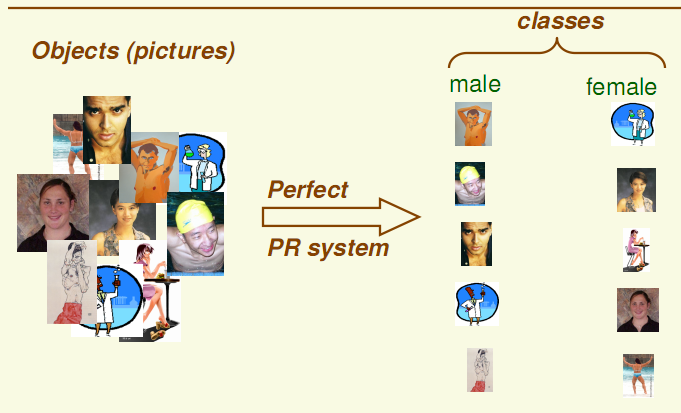 classes
Objects (pictures)
male
female
Perfect
PR system